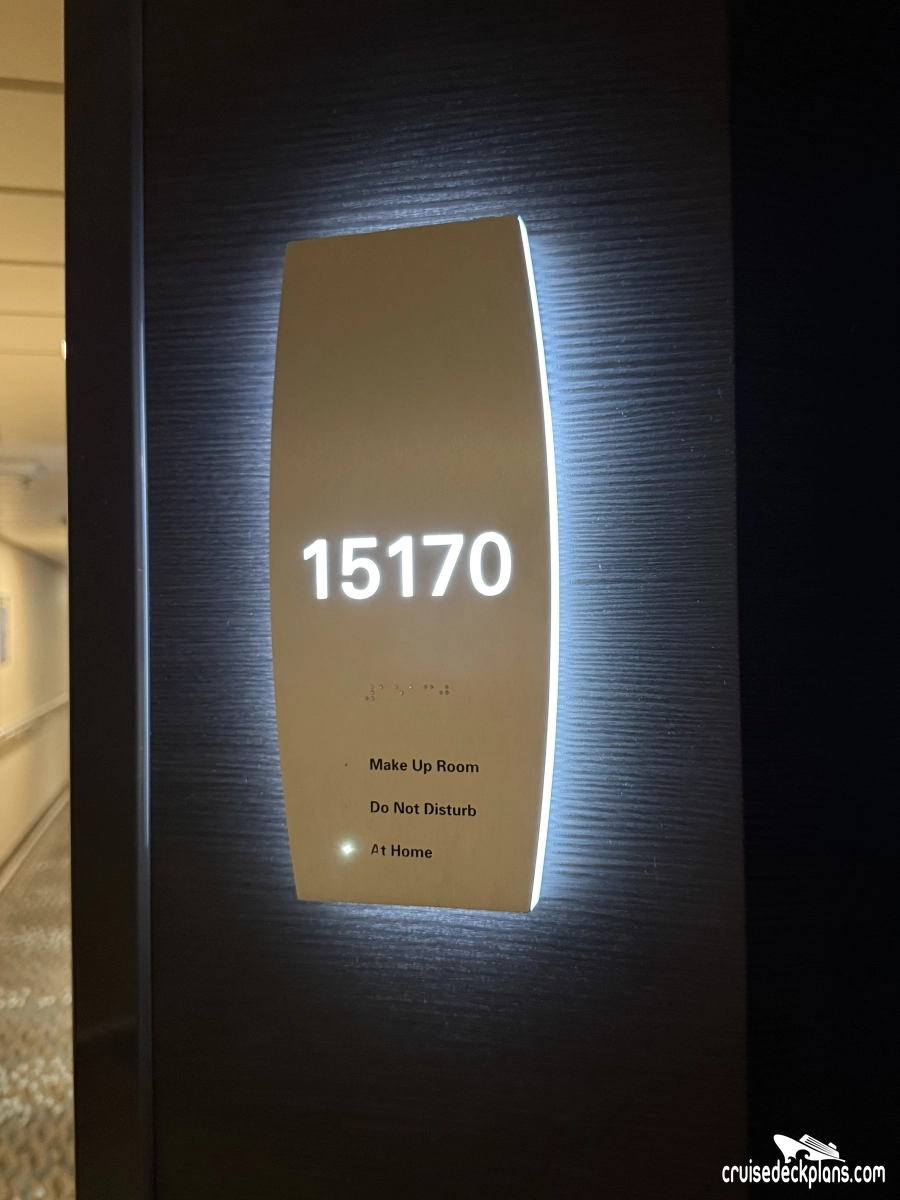 15170
Make Up Room
Do Not Disturb
At Home
cruisedeckplans.com